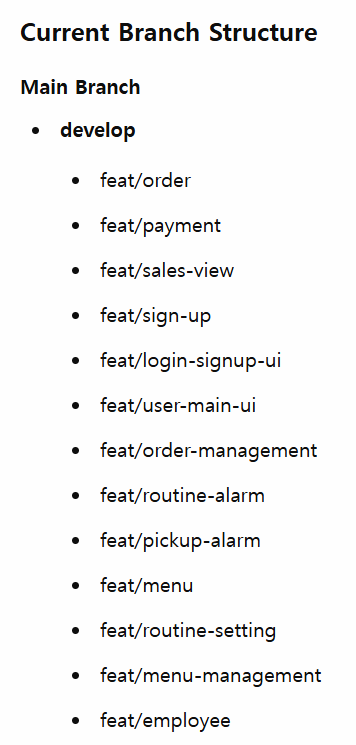 Current Branch Structure
Main Branch
develop
feat/order
feat/payment
feat/sales-view
feat/sign-up
feat/login-signup-ui
feat/user-main-ui
feat/order-management
feat/routine-alarm
feat/pickup-alarm
feat/menu
feat/routine-setting
feat/menu-management
feat/employee